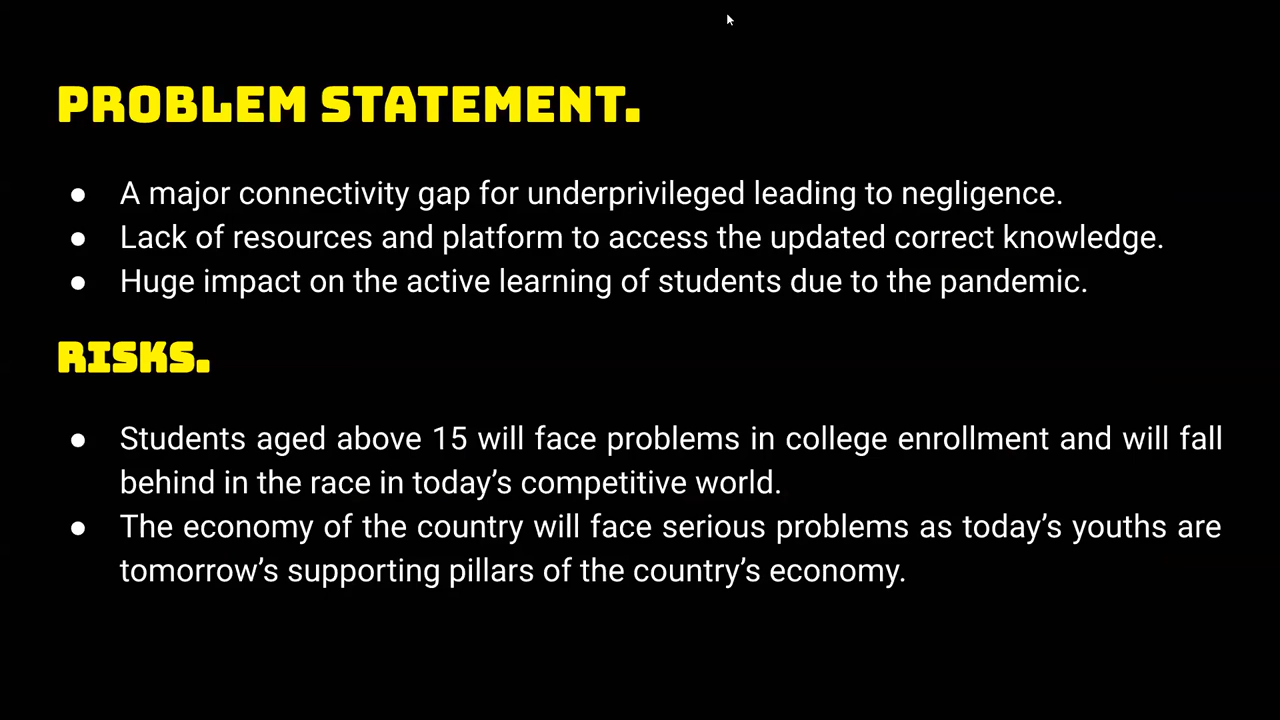 PROBLEM STATEMENT.
● A major connectivity gap for underprivileged leading to negligence.
● Lack of resources and platform to access the updated correct knowledge.
● Huge impact on the active learning of students due to the pandemic.
RISKS.
● Students aged above 15 will face problems in college enrollment and will fall
behind in the race in today’s competitive world.
● The economy of the country will face serious problems as today’s youths are
tomorrow’s supporting pillars of the country’s economy.